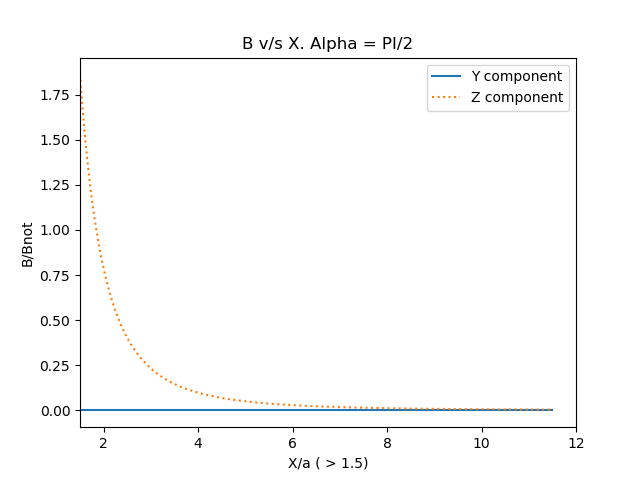 B v/s X. Alpha = PI/2
Y component
Z component
B/Bnot
1.75
1.50
1.25
1.00
0.75
0.50
0.25
0.00
2
4
6
8
10
12
X/a ( > 1.5)